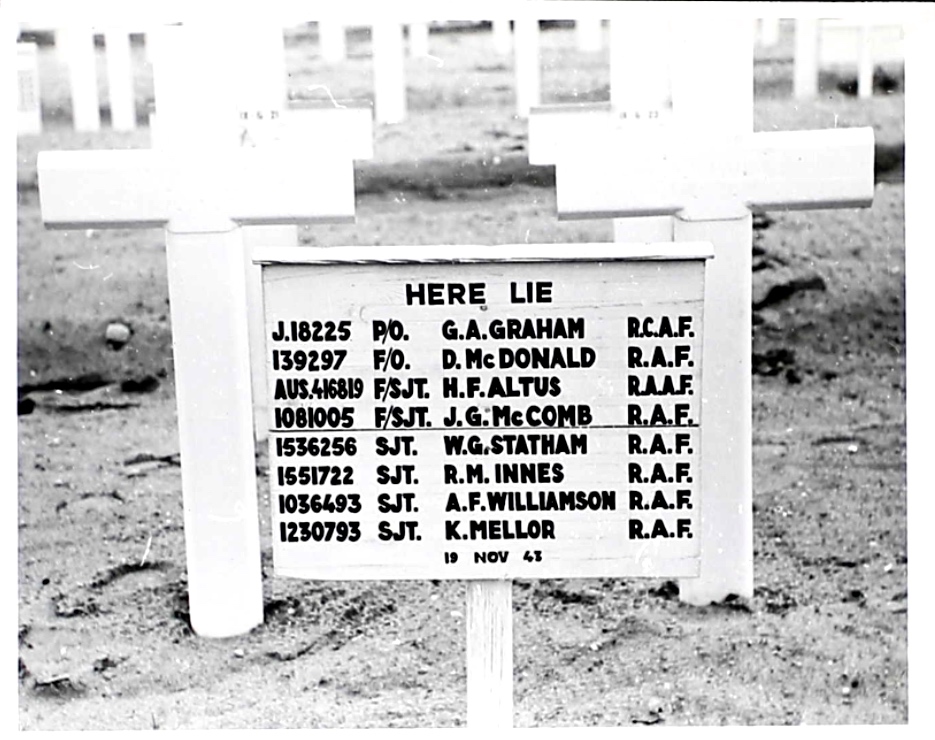 HERE LIE
J.18225 P/O. G.A.GRAHAM R.C.A.F.
139297 F/O. D.McDONALD R.A.F.
AUS.416819 F/SJT. H.F.ALTUS R.A.A.F.
1081005 F/SJT. J.G.McCOMB R.A.F.
1536256 SJT. W.G.STATHAM R.A.F.
1551722 SJT. R.M.INNES R.A.F.
1036493 SJT. A.F.WILLIAMSON R.A.F.
1230793 SJT. K.MELLOR R.A.F.
19 NOV 43